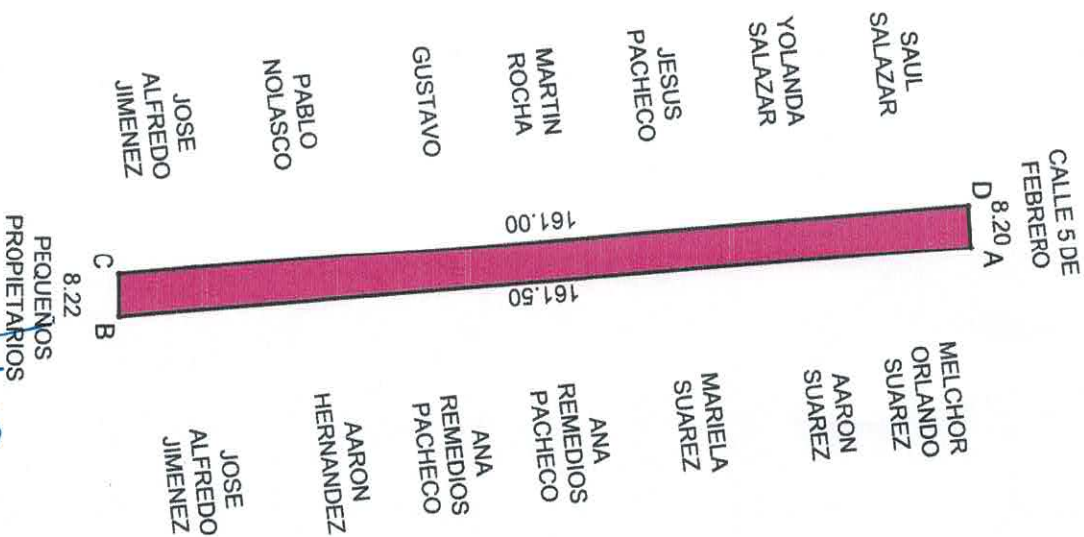 CALLE 5 DE
FEBRERO
8.20
D
A
SAUL
SALAZAR
YOLANDA
SALAZAR
JESUS
PACHECO
MARTIN
ROCHA
GUSTAVO
PABLO
NOLASCO
JOSE
ALFREDO
JIMENEZ
161.00
161.50
MELCHOR
ORLANDO
SUAREZ
AARON
SUAREZ
MARIELA
SUAREZ
ANA
REMEDIOS
PACHECO
ANA
REMEDIOS
PACHECO
AARON
HERNANDEZ
JOSE
ALFREDO
JIMENEZ
C
B
8.22
PEQUEÑOS
PROPIETARIOS